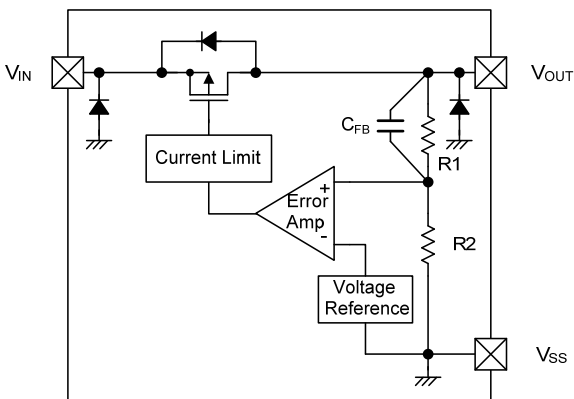 VIN
VOUT
CFB
R1
Current Limit
+
Error
Amp
-
R2
Voltage
Reference
VSS